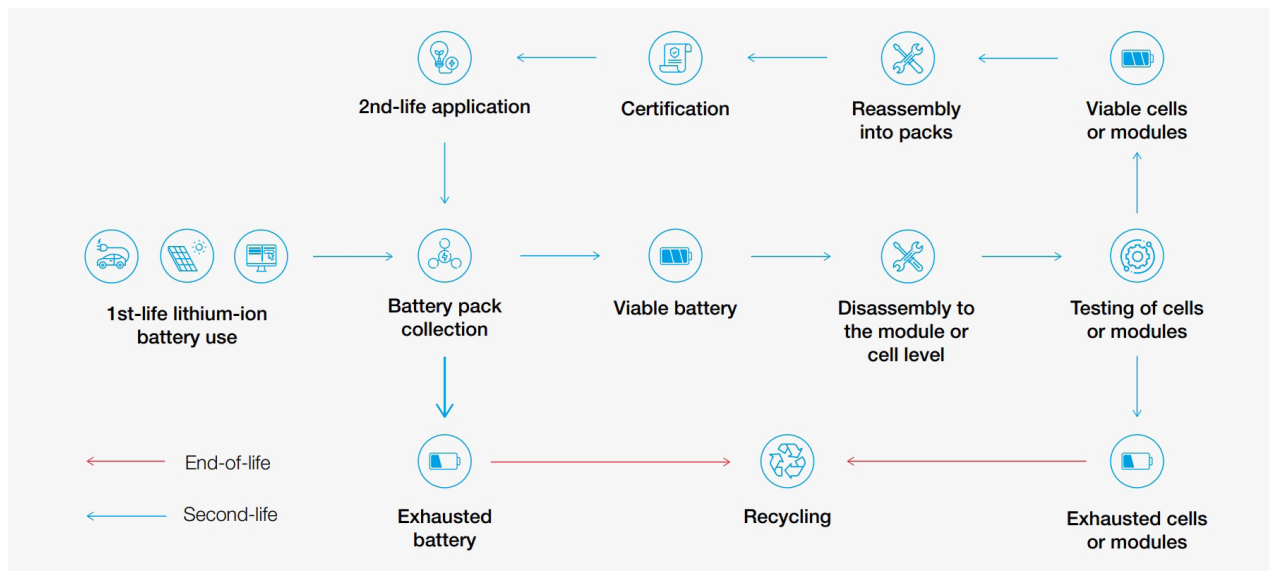 2nd-life application
Certification
Reassembly
into packs
Viable cells
or modules
1st-life lithium-ion
battery use
Battery pack
collection
Viable battery
Disassembly to
the module or
cell level
Testing of cells
or modules
End-of-life
Second-life
Exhausted
battery
Recycling
Exhausted cells
or modules